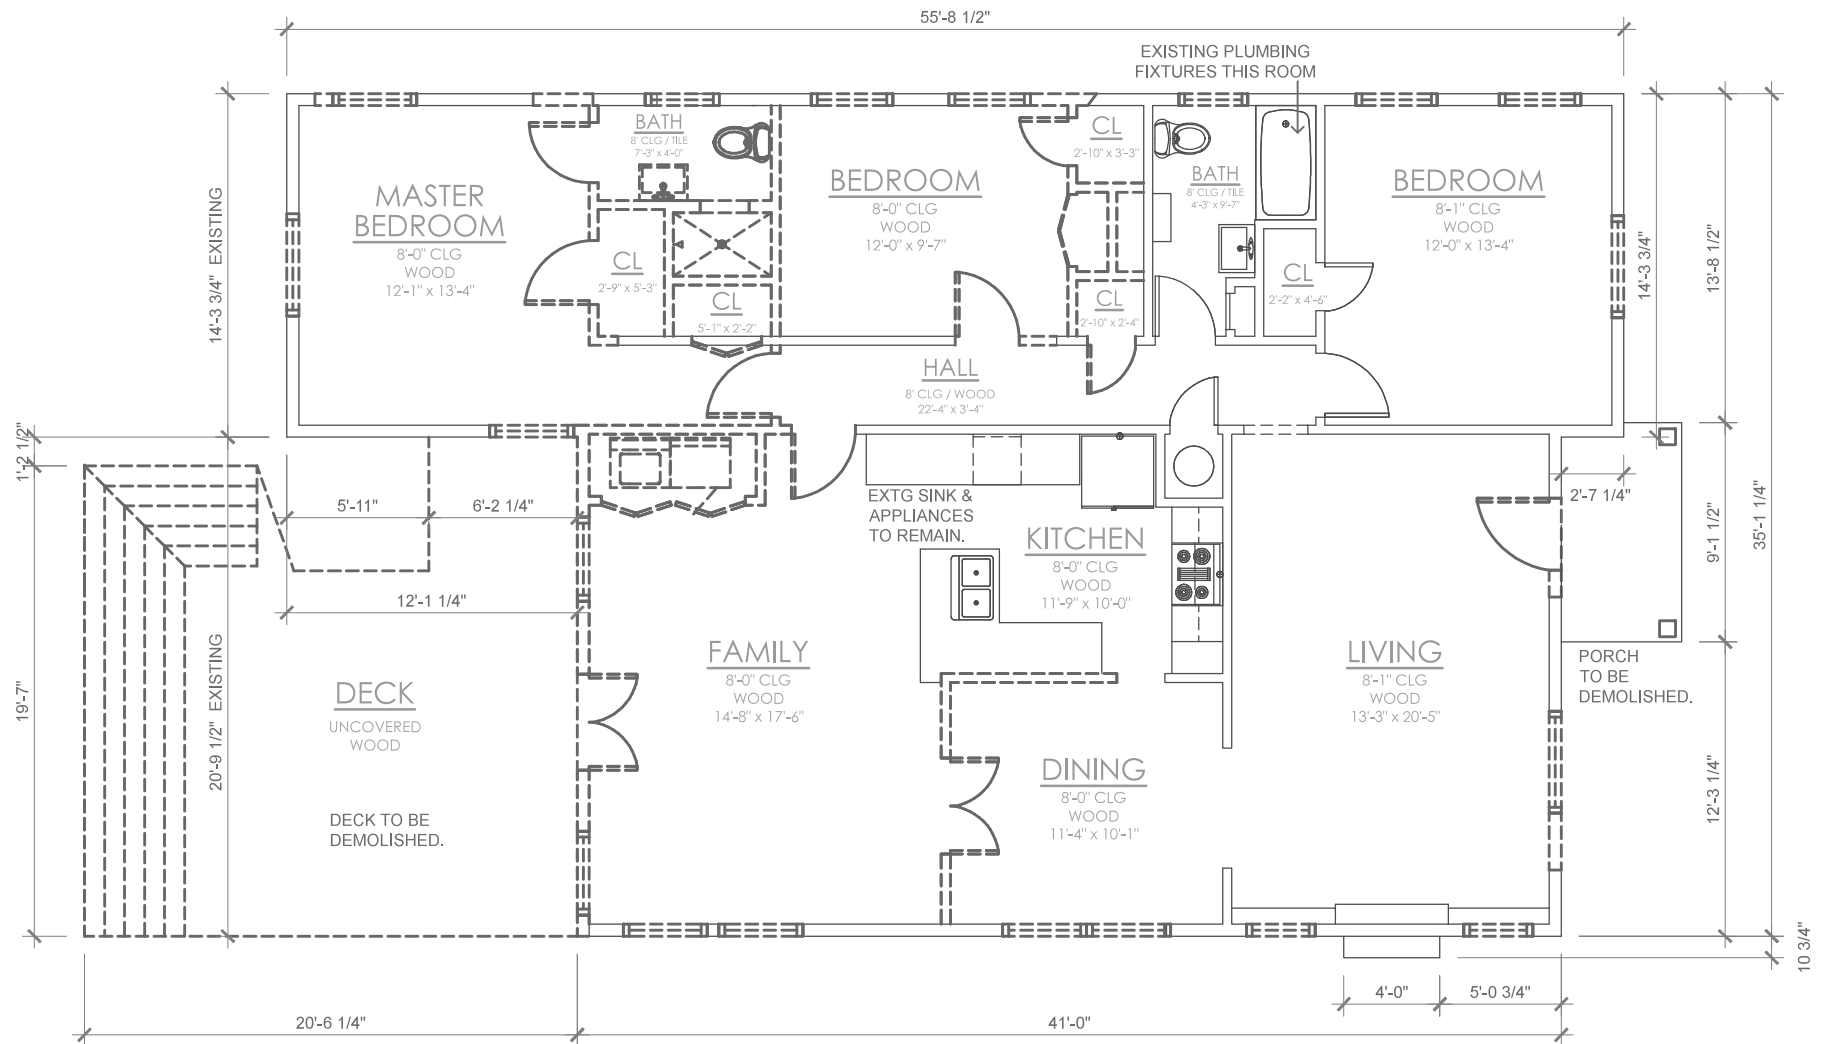 55'-8 1/2"
EXISTING PLUMBING
FIXTURES THIS ROOM
BATH
8' CLG / TILE
7'-3" x 4'-0"
CL
2'-10" x 3'-3"
MASTER
BEDROOM
8'-0" CLG
WOOD
12'-1" x 13'-4"
BEDROOM
8'-0" CLG
WOOD
12'-0" x 9'-7"
BATH
8' CLG / TILE
4'-3" x 9'-7"
BEDROOM
8'-1" CLG
WOOD
12'-0" x 13'-4"
14'-3 3/4" EXISTING
CL
2'-9" x 5'-3"
CL
5'-1" x 2'-2"
CL
2'-10" x 2'-4"
CL
2'-2" x 4'-6"
14'-3 3/4"
13'-8 1/2"
HALL
8' CLG / WOOD
22'-4" x 3'-4"
1'-2 1/2"
5'-11"
6'-2 1/4"
EXTG SINK &
APPLIANCES
TO REMAIN.
KITCHEN
8'-0" CLG
WOOD
11'-9" x 10'-0"
2'-7 1/4"
9'-1 1/2"
35'-1 1/4"
12'-1 1/4"
FAMILY
8'-0" CLG
WOOD
14'-8" x 17'-6"
LIVING
8'-1" CLG
WOOD
13'-3" x 20'-5"
PORCH
TO BE
DEMOLISHED.
19'-7"
20'-9 1/2" EXISTING
DECK
UNCOVERED
WOOD
DINING
8'-0" CLG
WOOD
11'-4" x 10'-1"
12'-3 1/4"
DECK TO BE
DEMOLISHED.
10 3/4"
4'-0"
5'-0 3/4"
20'-6 1/4"
41'-0"